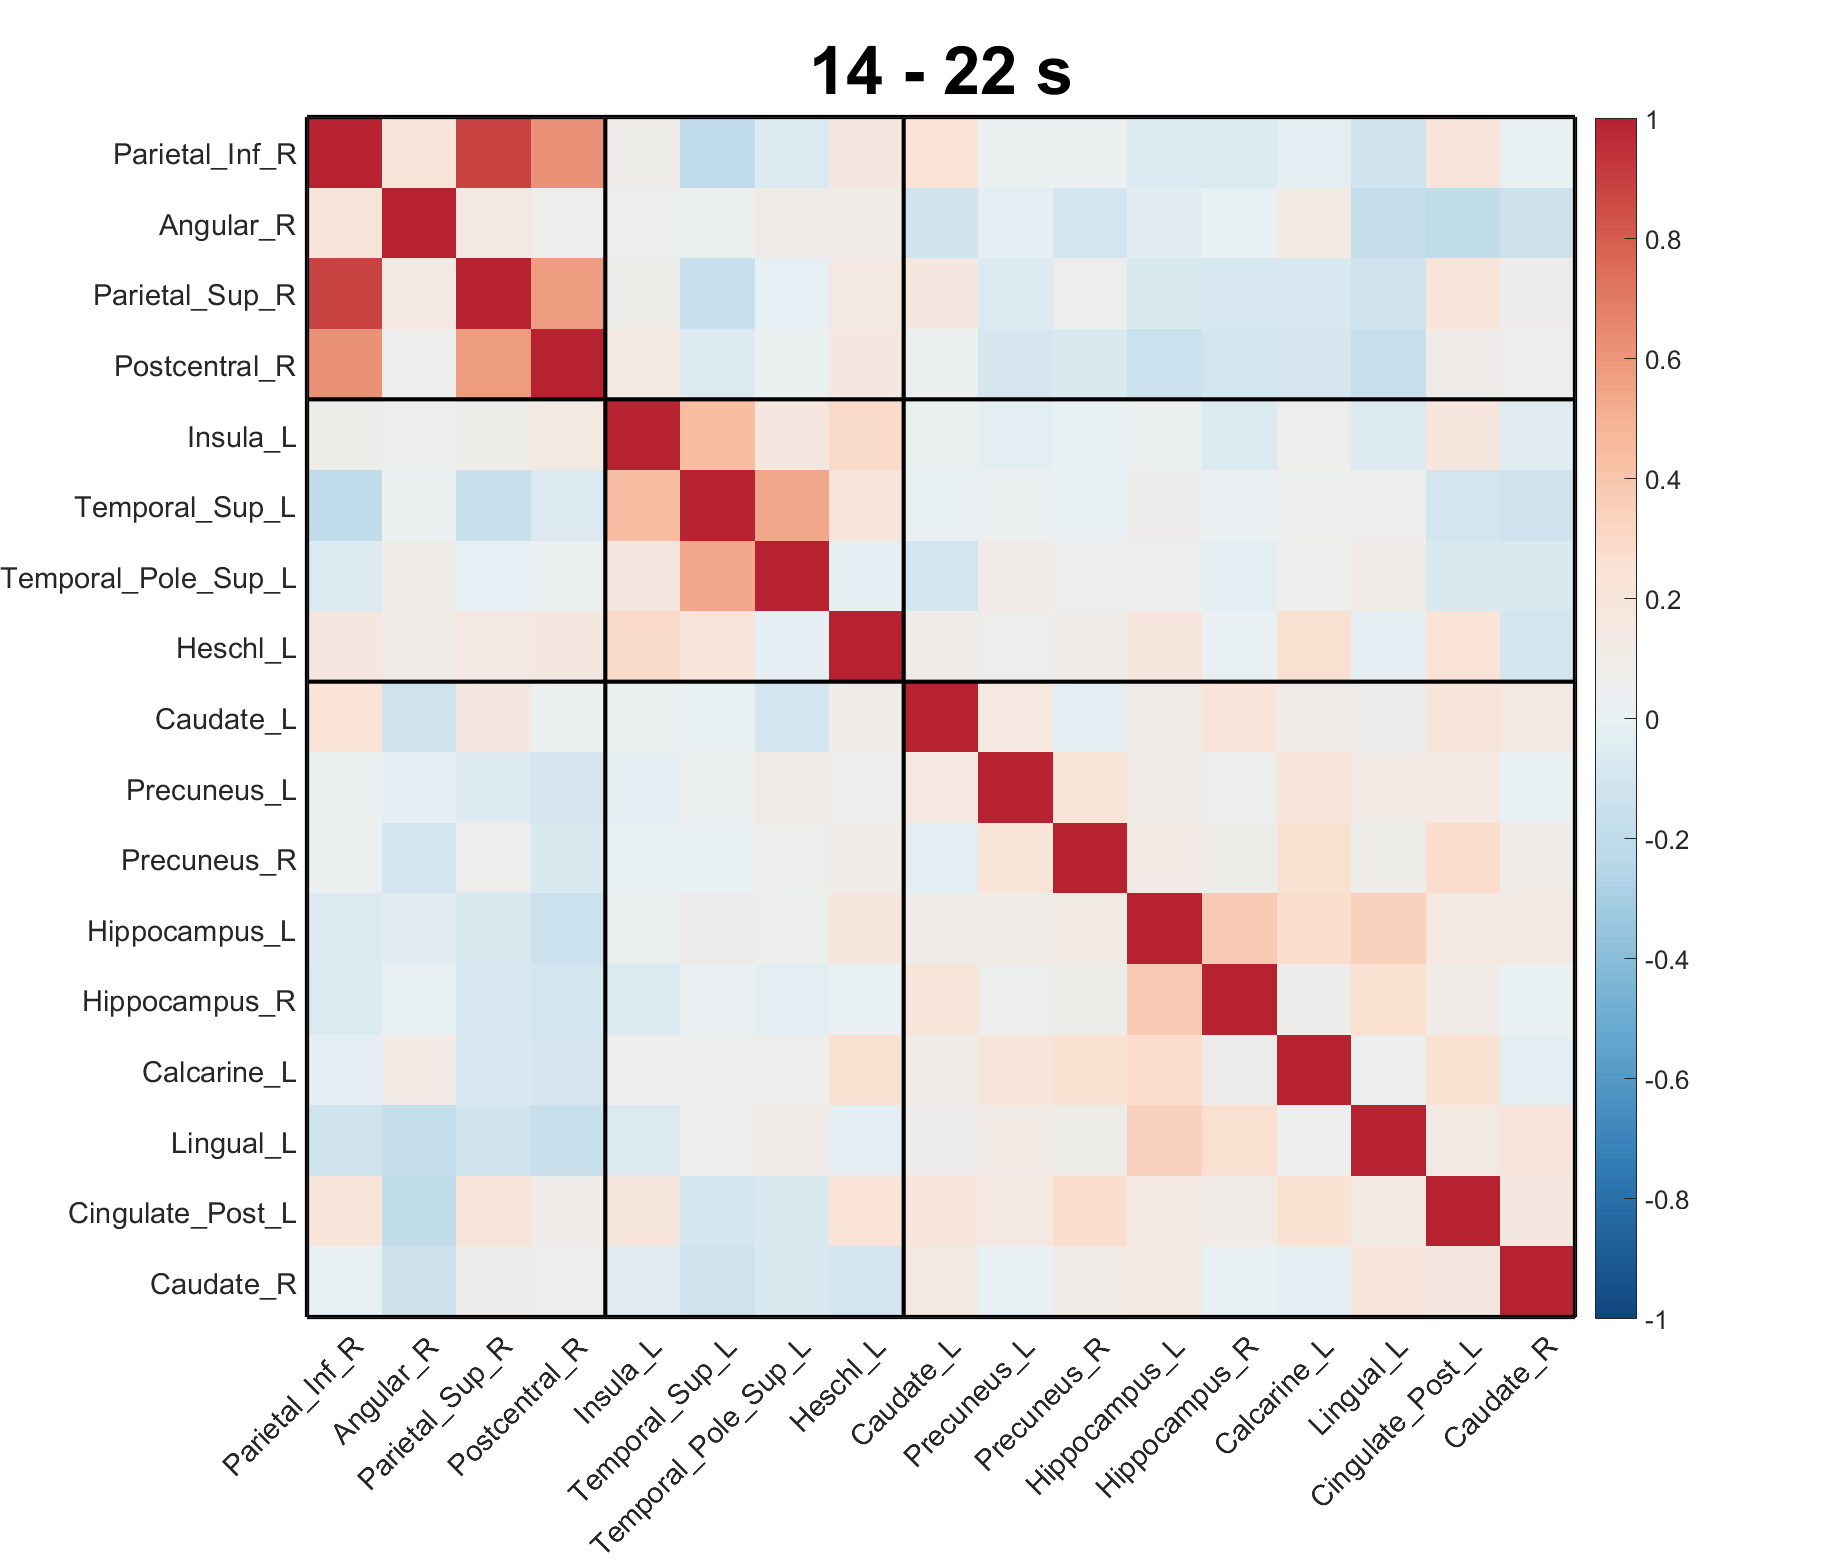 14 - 22 s
Parietal_Inf_R
Angular_R
Parietal_Sup_R
Postcentral_R
Insula_L
Temporal_Sup_L
Temporal_Pole_Sup_L
Heschl_L
Caudate_L
Precuneus_L
Precuneus_R
Hippocampus_L
Hippocampus_R
Calcarine_L
Lingual_L
Cingulate_Post_L
Caudate_R
Parietal_Inf_R
Angular_R
Parietal_Sup_R
Postcentral_R
Insula_L
Temporal_Sup_L
Temporal_Pole_Sup_L
Heschl_L
Caudate_L
Precuneus_L
Precuneus_R
Hippocampus_L
Hippocampus_R
Calcarine_L
Lingual_L
Cingulate_Post_L
Caudate_R
1
0.8
0.6
0.4
0.2
0
-0.2
-0.4
-0.6
-0.8
-1